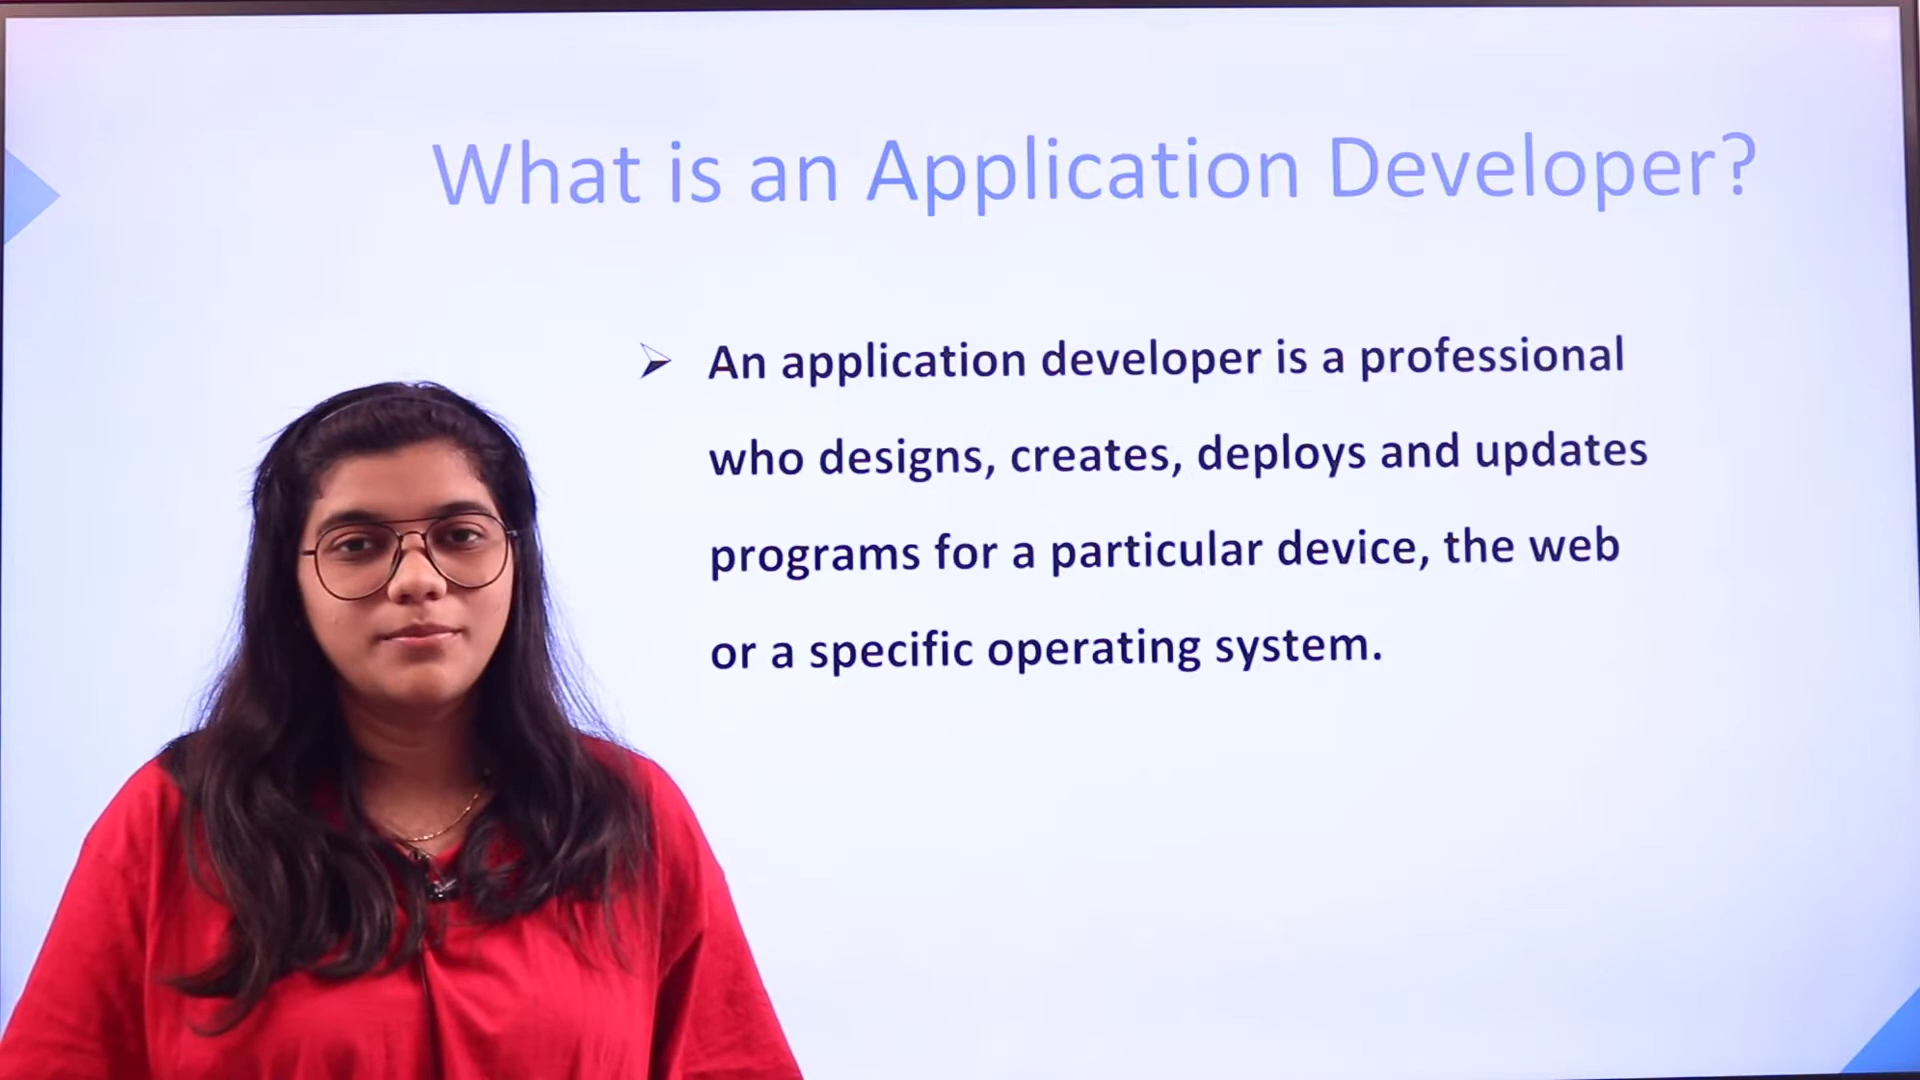 What is an Application Developer?
An application developer is a professional
who designs, creates, deploys and updates
programs for a particular device, the web
or a specific operating system.